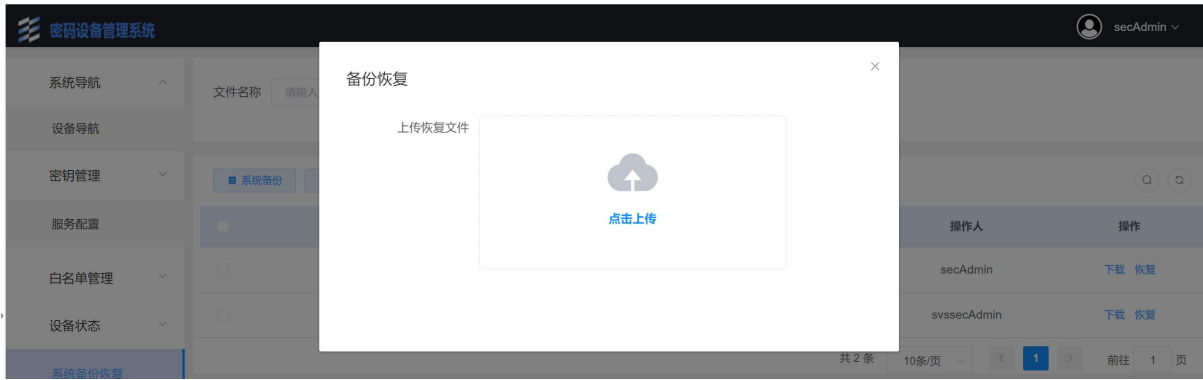 密码设备管理系统
secAdmin
备份恢复
系统导航
文件名称 请输入
上传恢复文件
设备导航
密钥管理
系统备份
点击上传
服务配置
操作人 操作
白名单管理
secAdmin 下载 恢复
设备状态
svssecAdmin 下载 恢复
共 2 条 10条/页 1 前往 1 页
系统备份恢复